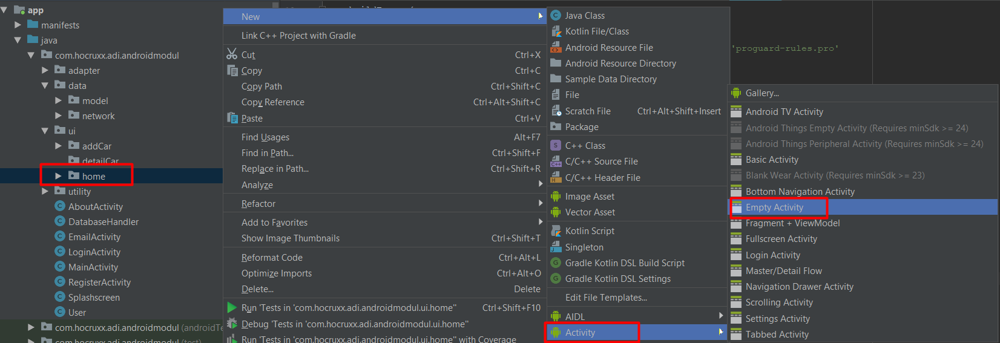 app
manifests
java
com.hocruxx.adi.androidmodul
adapter
data
model
network
ui
addCar
detailCar
home
utility
AboutActivity
DatabaseHandler
EmailActivity
LoginActivity
MainActivity
RegisterActivity
Splashscreen
User
com.hocruxx.adi.androidmodul (androidTe
com.hocruxx.adi.androidmodul (test)
New
Link C++ Project with Gradle
Cut Ctrl+X
Copy Ctrl+C
Copy Path Ctrl+Shift+C
Copy Reference Ctrl+Alt+Shift+C
Paste Ctrl+V
Find Usages Alt+F7
Find in Path... Ctrl+Shift+F
Replace in Path... Ctrl+Shift+R
Analyze
Refactor
Add to Favorites
Show Image Thumbnails Ctrl+Shift+T
Reformat Code Ctrl+Alt+L
Optimize Imports Ctrl+Alt+O
Delete... Delete
Run 'Tests in 'com.hocruxx.adi.androidmodul.ui.home'' Ctrl+Shift+F10
Debug 'Tests in 'com.hocruxx.adi.androidmodul.ui.home''
Run 'Tests in 'com.hocruxx.adi.androidmodul.ui.home'' with Coverage
Java Class
Kotlin File/Class
Android Resource File
Android Resource Directory
Sample Data Directory
File
Scratch File Ctrl+Alt+Shift+Insert
Package
C++ Class
C/C++ Source File
C/C++ Header File
Image Asset
Vector Asset
Kotlin Script
Singleton
Gradle Kotlin DSL Build Script
Gradle Kotlin DSL Settings
Edit File Templates...
AIDL
Activity
'proguard-rules.pro'
Gallery...
Android TV Activity
Android Things Empty Activity (Requires minSdk >= 24)
Android Things Peripheral Activity (Requires minSdk >= 24)
Basic Activity
Blank Wear Activity (Requires minSdk >= 23)
Bottom Navigation Activity
Empty Activity
Fragment + ViewModel
Fullscreen Activity
Login Activity
Master/Detail Flow
Navigation Drawer Activity
Scrolling Activity
Settings Activity
Tabbed Activity